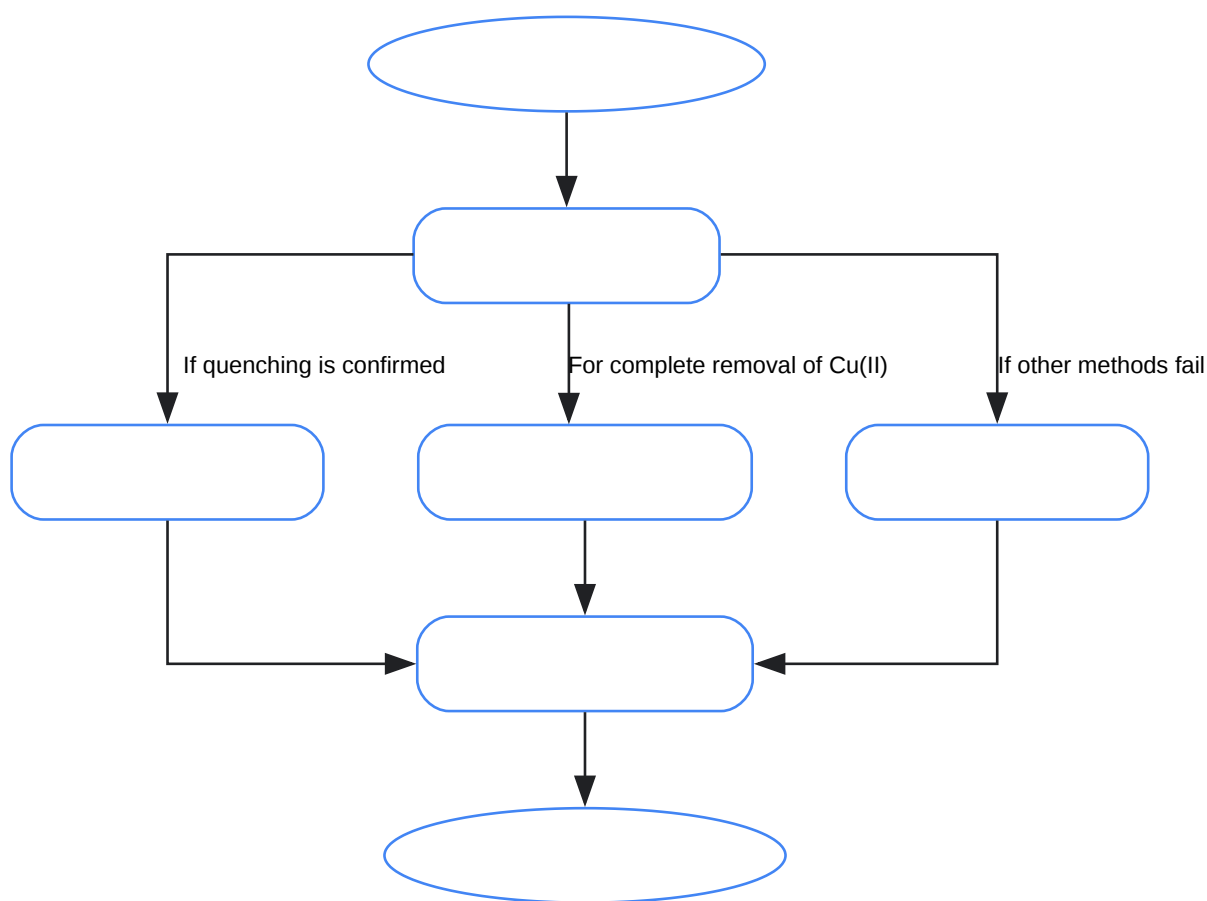 If quenching is confirmed
For complete removal of Cu(II)
If other methods fail